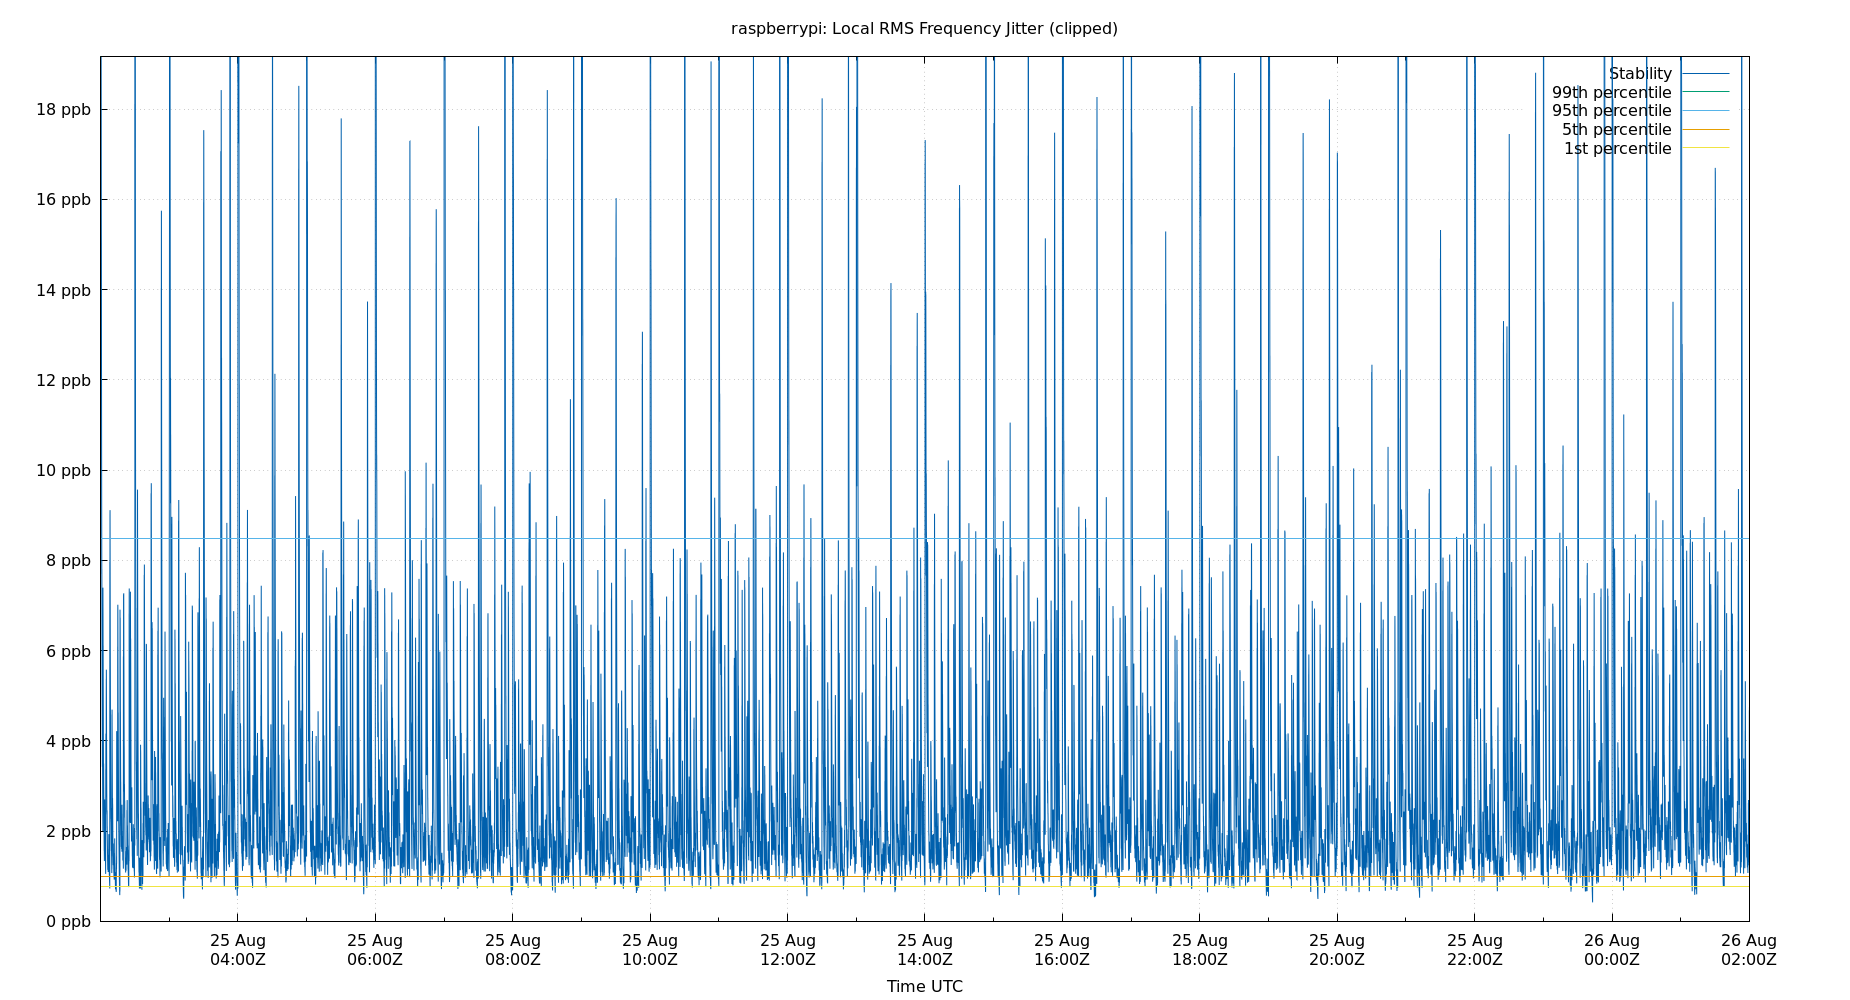 raspberrypi: Local RMS Frequency Jitter (clipped)
Stability
99th percentile
95th percentile
5th percentile
1st percentile
18 ppb
16 ppb
14 ppb
12 ppb
10 ppb
8 ppb
6 ppb
4 ppb
2 ppb
0 ppb
25 Aug 25 Aug 25 Aug 25 Aug 25 Aug 25 Aug 25 Aug 25 Aug 25 Aug 25 Aug 26 Aug 26 Aug
04:00Z 06:00Z 08:00Z 10:00Z 12:00Z 14:00Z 16:00Z 18:00Z 20:00Z 22:00Z 00:00Z 02:00Z
Time UTC